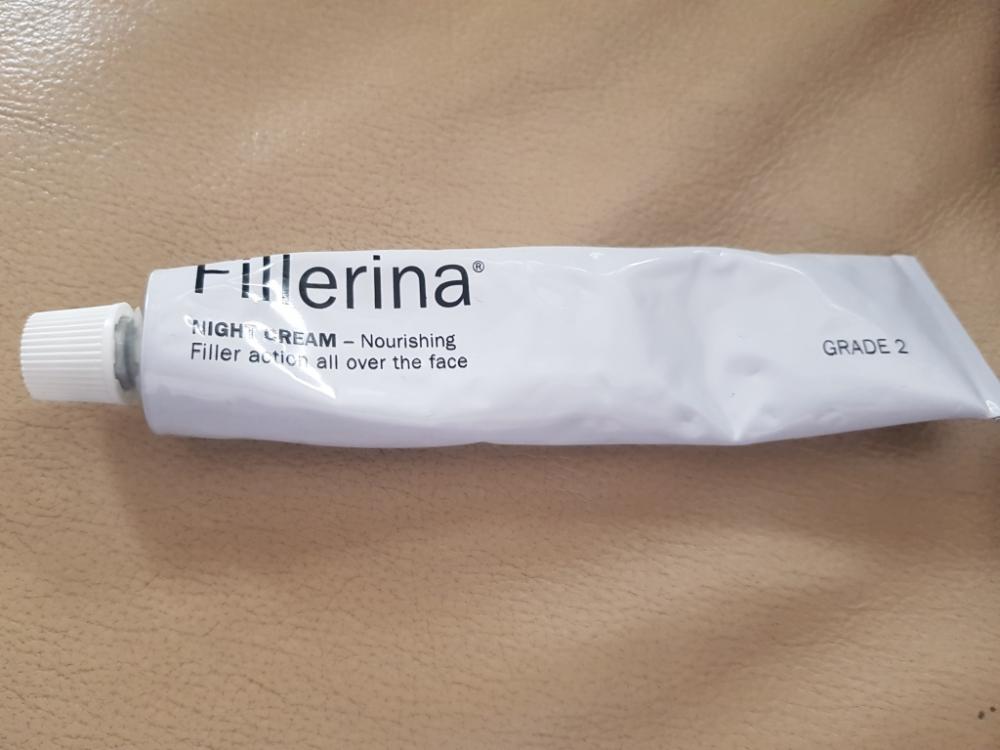 Fillerina®
NIGHT CREAM – Nourishing
Filler action all over the face
GRADE 2